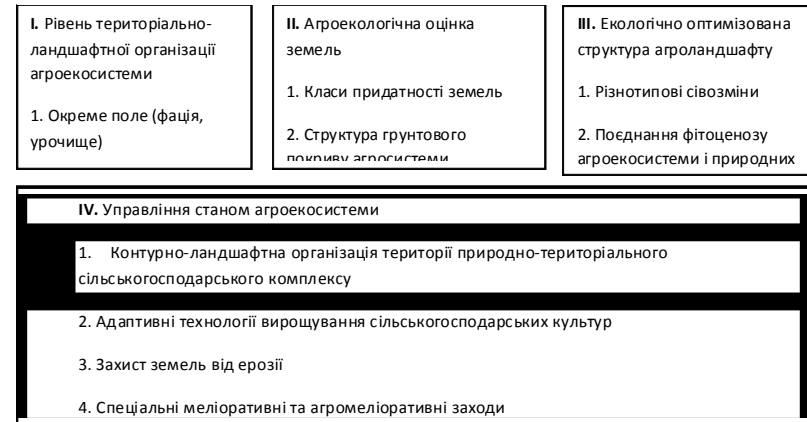 I. Рівень територіально-
ландшафтної організації
агроекосистеми
1. Окреме поле (фація,
урочище)
II. Агроекологічна оцінка
земель
1. Класи придатності земель
2. Структура грунтового
покриву агросистеми
III. Екологічно оптимізована
структура агроландшафту
1. Різнотипові сівозміни
2. Поєднання фітоценозу
агроекосистеми і природних
IV. Управління станом агроекосистеми
1. Контурно-ландшафтна організація території природно-територіального
сільськогосподарського комплексу
2. Адаптивні технології вирощування сільськогосподарських культур
3. Захист земель від ерозії
4. Спеціальні меліоративні та агромеліоративні заходи